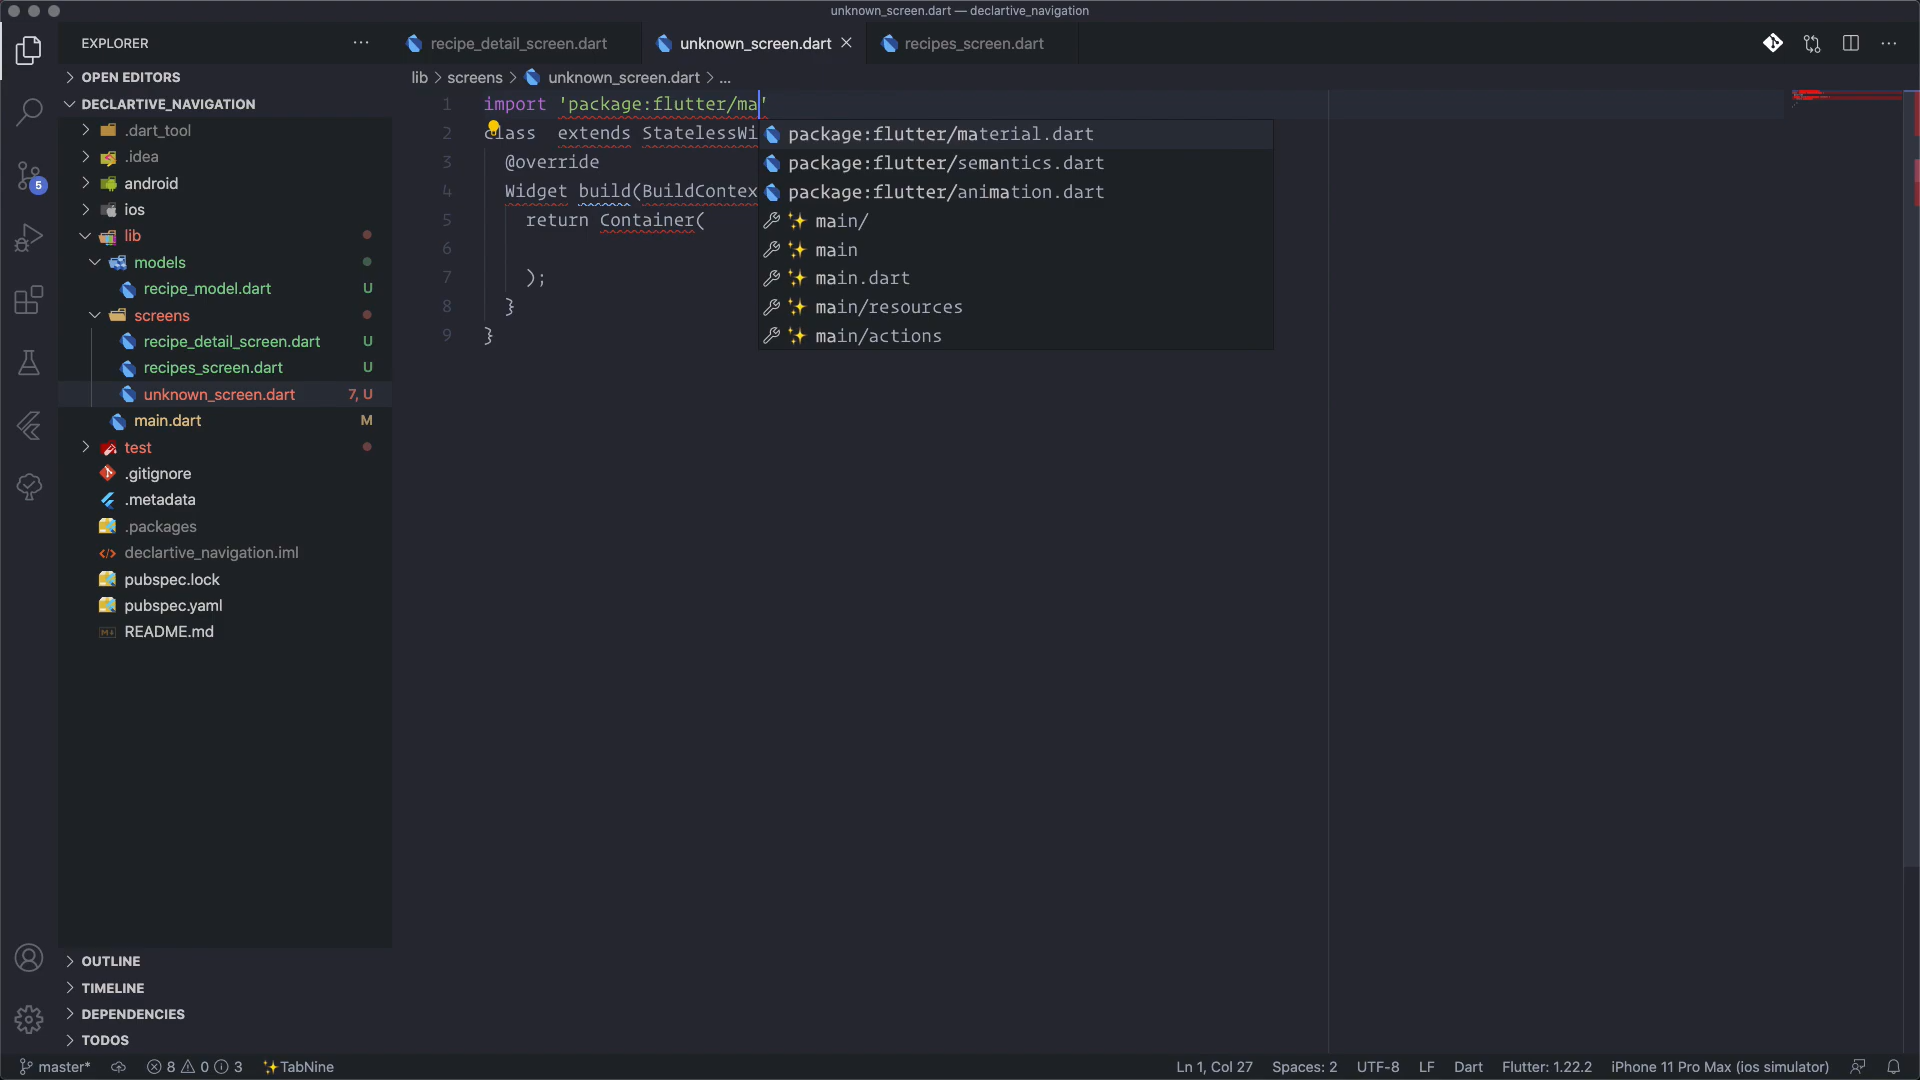 unknown_screen.dart — declartive_navigation
EXPLORER
recipe_detail_screen.dart
unknown_screen.dart
recipes_screen.dart
OPEN EDITORS
lib > screens > unknown_screen.dart > ...
DECLARTIVE_NAVIGATION
.dart_tool
.idea
android
ios
lib
models
recipe_model.dart U
screens
recipe_detail_screen.dart U
recipes_screen.dart U
unknown_screen.dart 7, U
main.dart M
test
.gitignore
.metadata
.packages
declartive_navigation.iml
pubspec.lock
pubspec.yaml
README.md
OUTLINE
TIMELINE
DEPENDENCIES
TODOS
5
1 import 'package:flutter/ma'
2 class extends StatelessWi
3 @override
4 Widget build(BuildContex
5 return Container(
6
7 );
8 }
9 }
package:flutter/material.dart
package:flutter/semantics.dart
package:flutter/animation.dart
main/
main
main.dart
main/resources
main/actions
master* 8 0 3 TabNine Ln 1, Col 27 Spaces: 2 UTF-8 LF Dart Flutter: 1.22.2 iPhone 11 Pro Max (ios simulator)